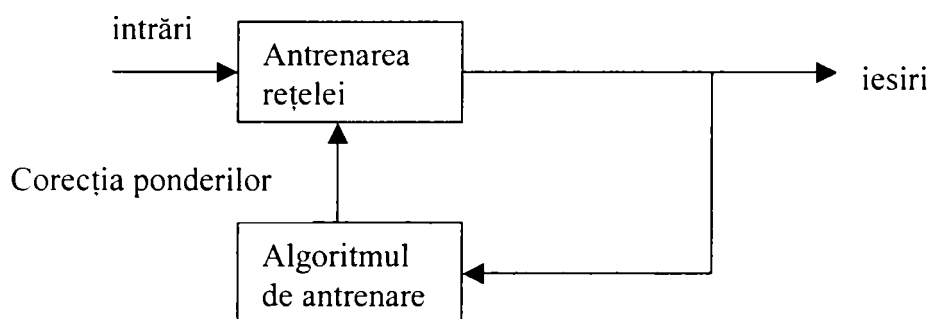 intrări
Antrenarea
rețelei
iesiri
Corecția ponderilor
Algoritmul
de antrenare